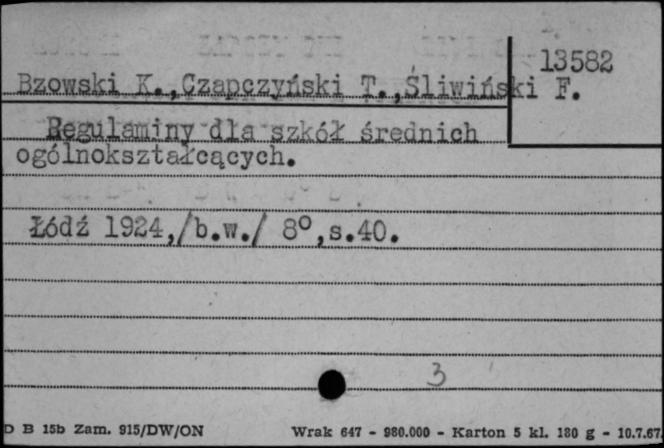 13582
Bzowski K.,Czapczyński T.,Śliwiński F.
Regulaminy dla szkół średnich
ogólnokształcących.
Łódź 1924,/b.w./ 8°,s.40.
3
D B 15b Zam. 915/DW/ON Wrak 647 - 980.000 - Karton 5 kl. 180 g - 10.7.67